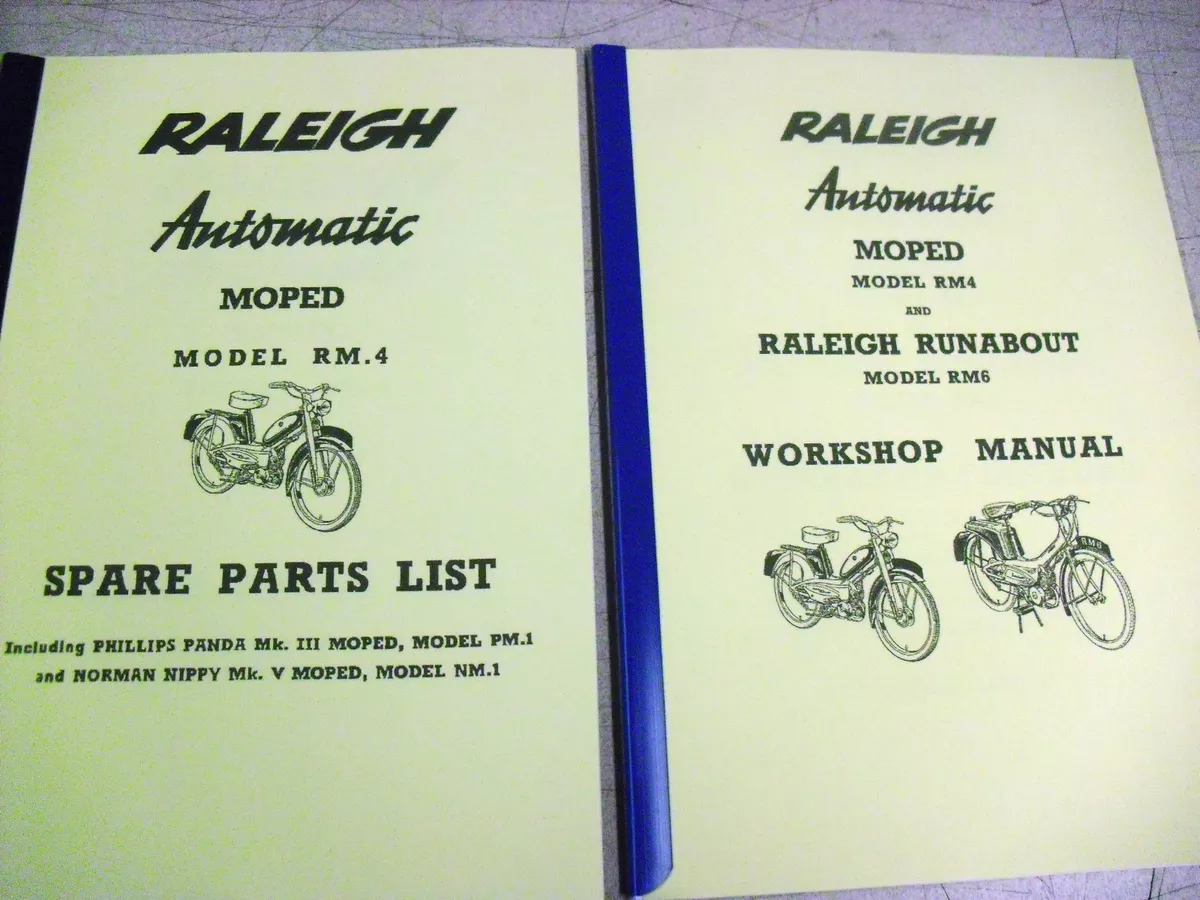 RALEIGH
Automatic
MOPED
MODEL RM.4
SPARE PARTS LIST
Including PHILLIPS PANDA Mk. III MOPED, MODEL PM.1
and NORMAN NIPPY Mk. V MOPED, MODEL NM.1
RALEIGH
Automatic
MOPED
MODEL RM4
AND
RALEIGH RUNABOUT
MODEL RM6
WORKSHOP MANUAL
RM6